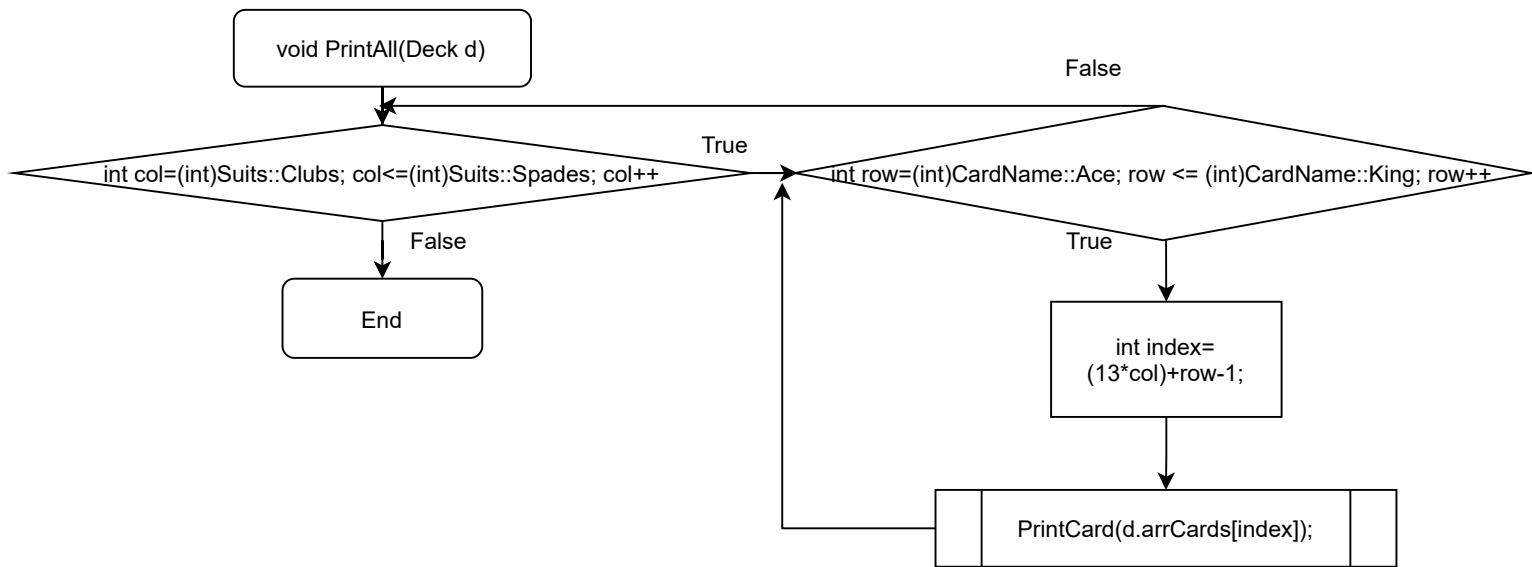 void PrintAll(Deck d)
False
True
int col=(int)Suits::Clubs; col<=(int)Suits::Spades; col++
int row=(int)CardName::Ace; row <= (int)CardName::King; row++
False
True
End
int index=
(13*col)+row-1;
PrintCard(d.arrCards[index]);